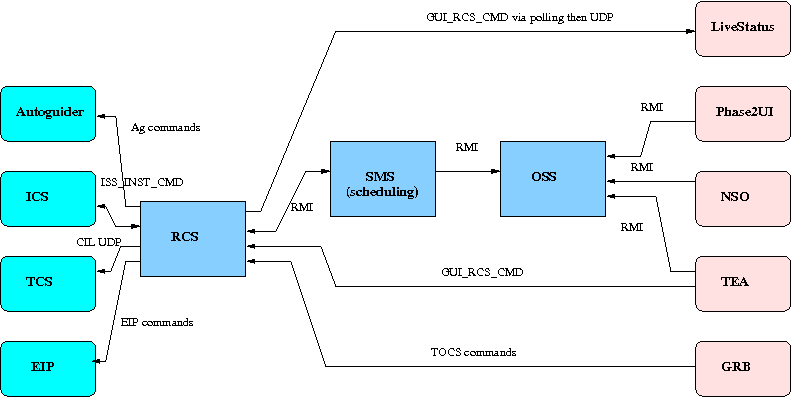 GUI_RCS_CMD via polling then UDP
LiveStatus
Autoguider
Ag commands
RMI
Phase2UI
RMI
SMS
(scheduling)
OSS
RMI
ISS_INST_CMD
ICS
RMI
NSO
RCS
RMI
CIL UDP
TCS
GUI_RCS_CMD
TEA
EIP commands
TOCS commands
EIP
GRB